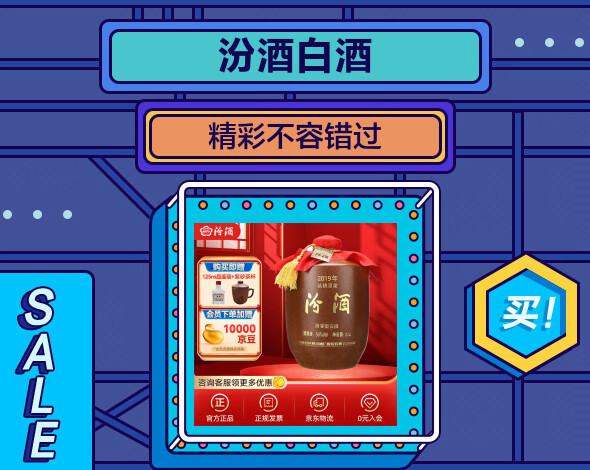 汾酒白酒
精彩不容错过
汾酒
购买即赠
会员下单加赠
10000
京豆
2019年
汾酒
咨询客服领更多优惠
正
官方正品
正规发票
京东物流
0元入会
买!
SALE